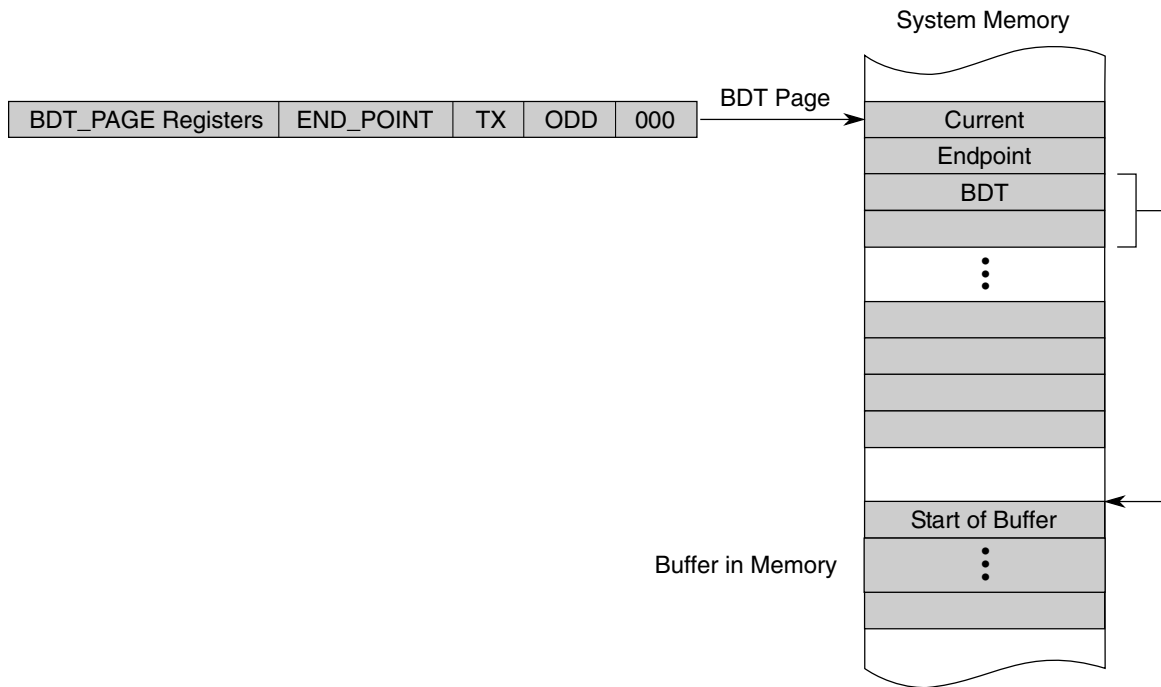 System Memory
BDT_PAGE Registers END_POINT TX ODD 000
BDT Page
Current
Endpoint
BDT
Start of Buffer
Buffer in Memory